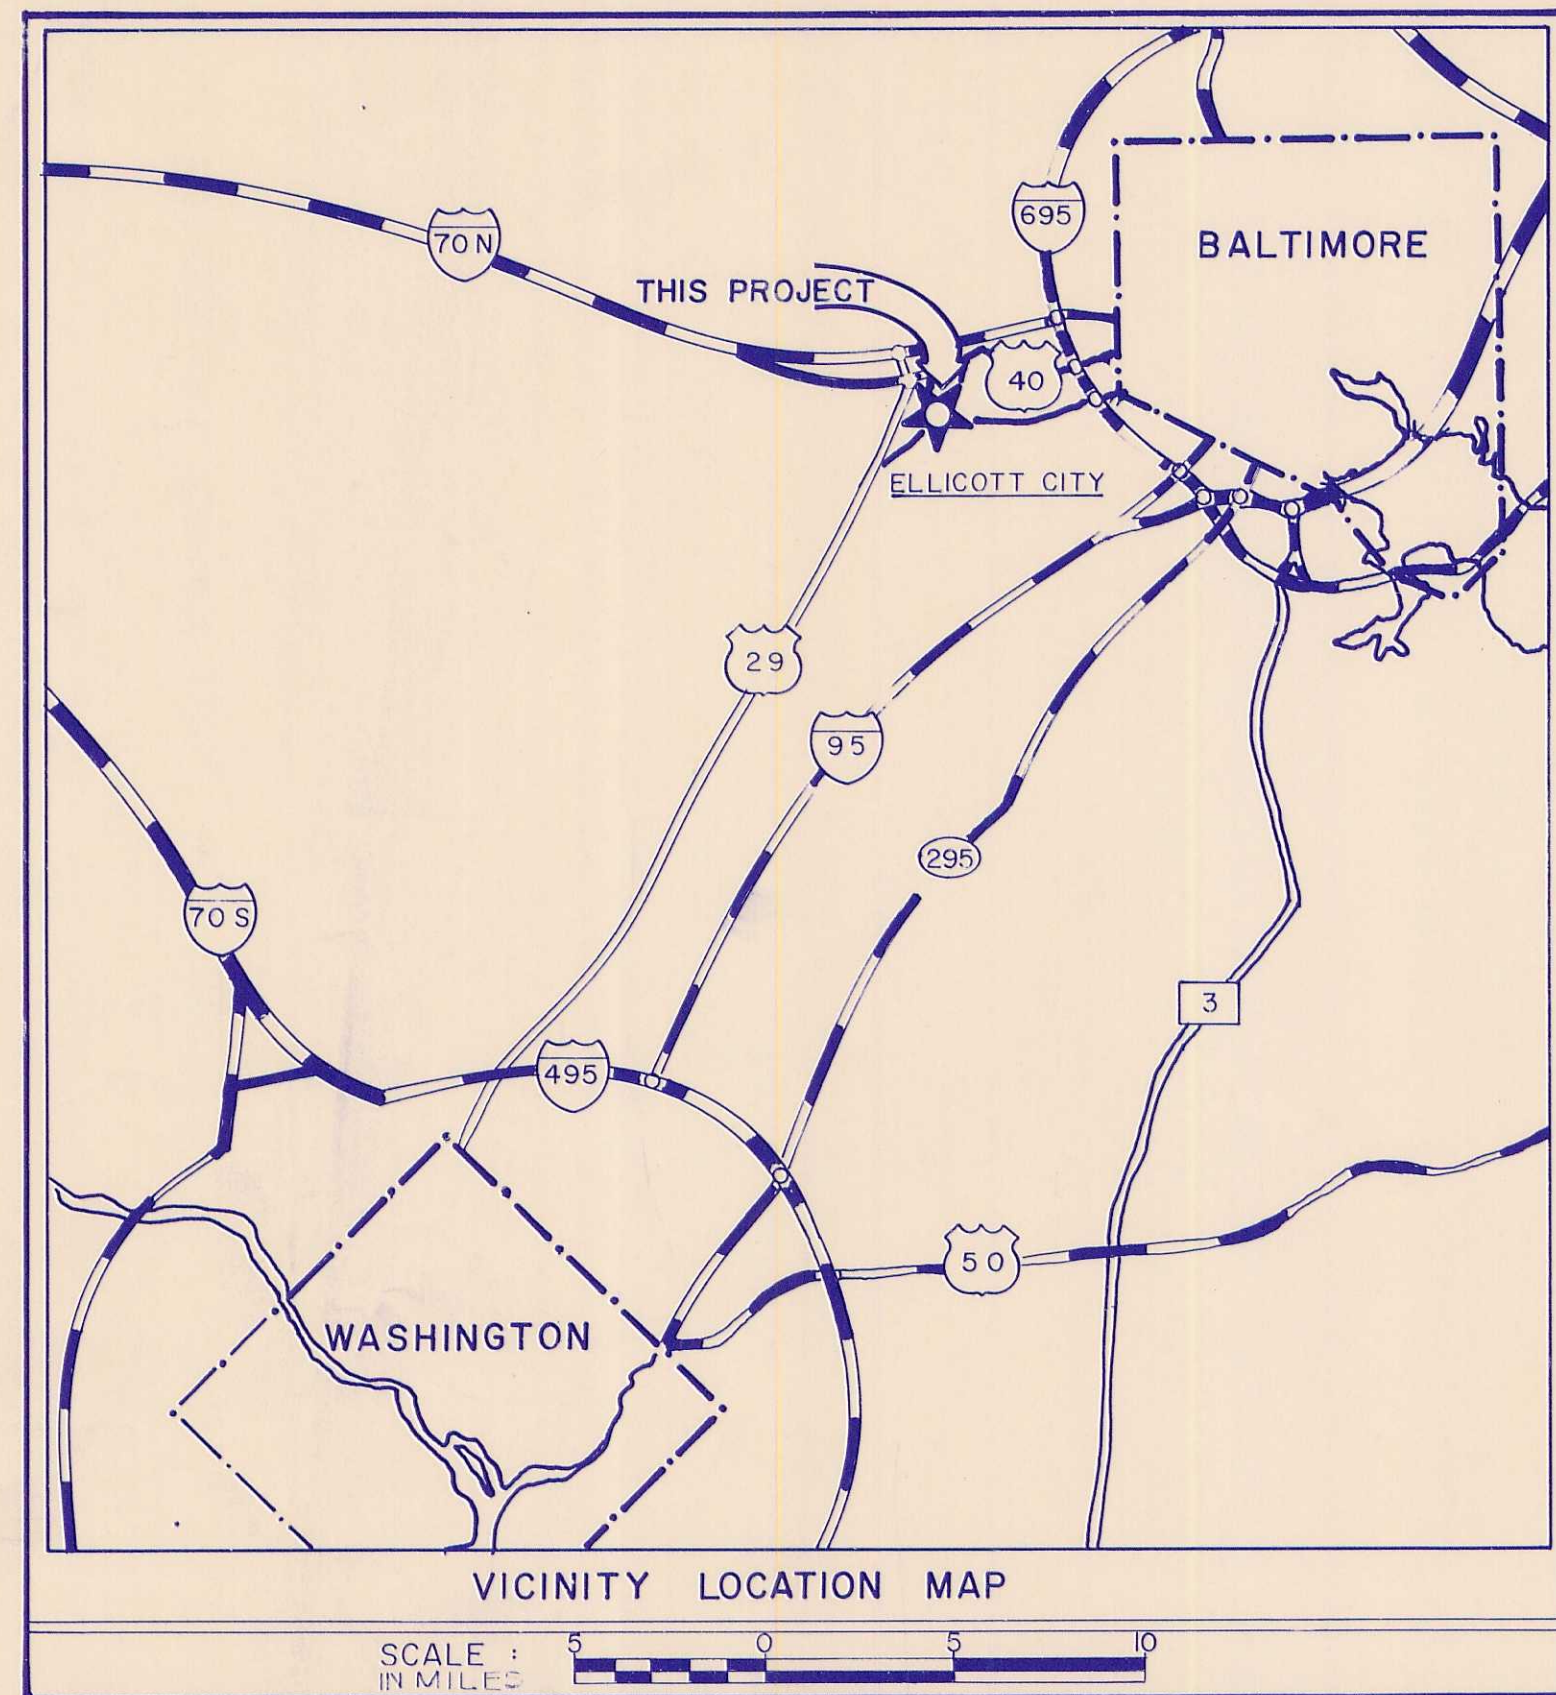 695
BALTIMORE
70 N
THIS PROJECT
40
ELLICOTT CITY
29
95
295
70 S
3
495
50
WASHINGTON
VICINITY LOCATION MAP
SCALE :
IN MILES
5 0 5 10